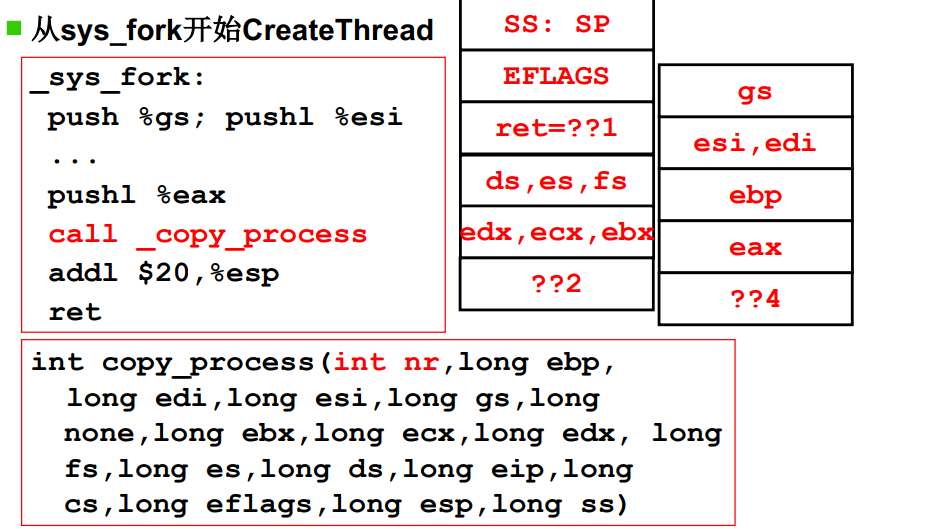 从sys_fork开始CreateThread
_sys_fork:
push %gs; pushl %esi
...
pushl %eax
call _copy_process
addl $20,%esp
ret
SS: SP
EFLAGS
ret=??1
ds,es,fs
edx,ecx,ebx
??2
gs
esi,edi
ebp
eax
??4
int copy_process(int nr,long ebp,
long edi,long esi,long gs,long
none,long ebx,long ecx,long edx, long
fs,long es,long ds,long eip,long
cs,long eflags,long esp,long ss)